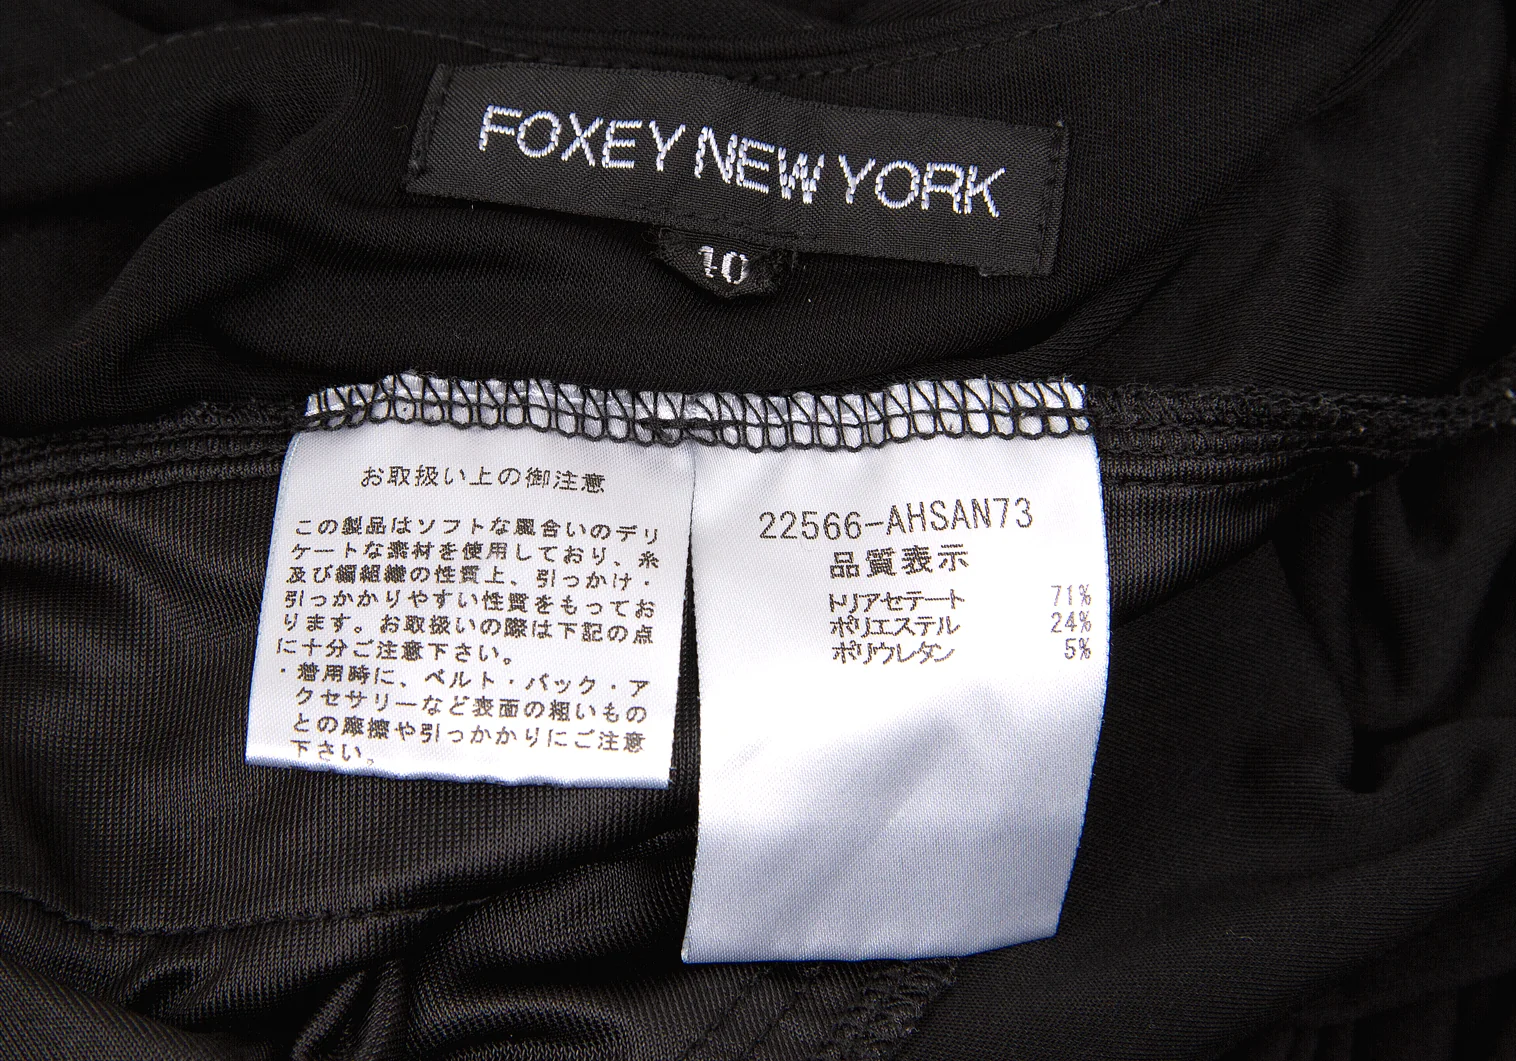 FOXEY NEW YORK
10
お取扱い上の御注意
この製品はソフトな風合いのデリ
ケートな素材を使用しており、糸
及び編組織の性質上、引っかけ・
引っかかりやすい性質をもってお
ります。お取扱いの際は下記の点
に十分ご注意下さい。
・着用時に、ベルト・バック・ア
クセサリーなど表面の粗いもの
との摩擦や引っかかりにご注意
下さい。
22566-AHSAN73
品質表示
トリアセテート 71%
ポリエステル 24%
ポリウレタン 5%